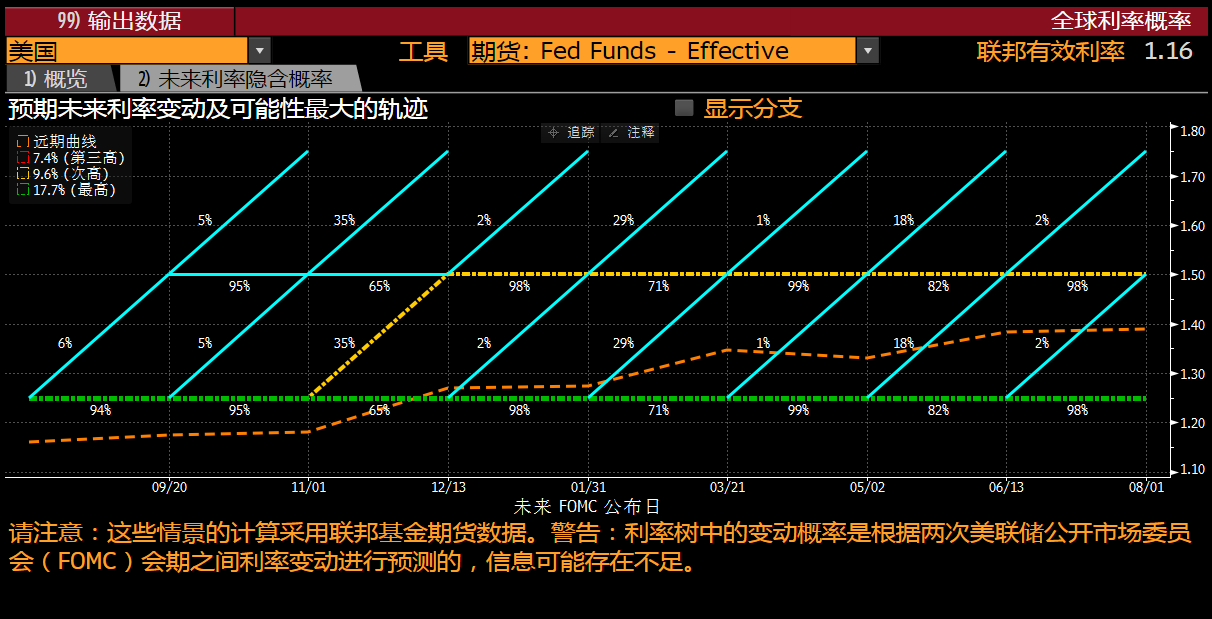 99) 输出数据 全球利率概率
美国 工具 期货: Fed Funds - Effective 联邦有效利率 1.16
1) 概览 2) 未来利率隐含概率
预期未来利率变动及可能性最大的轨迹 显示分支
追踪 注释
远期曲线
7.4% (第三高)
9.6% (次高)
17.7% (最高)
1.80
1.70
5% 35% 2% 29% 1% 18% 2%
1.60
1.50
95% 65% 98% 71% 99% 82% 98%
1.40
6% 5% 35% 2% 29% 1% 18% 2%
1.30
94% 95% 65% 98% 71% 99% 82% 98%
1.20
1.10
09/20 11/01 12/13 01/31 03/21 05/02 06/13 08/01
未来 FOMC 公布日
请注意：这些情景的计算采用联邦基金期货数据。警告：利率树中的变动概率是根据两次美联储公开市场委员
会（FOMC）会期之间利率变动进行预测的，信息可能存在不足。